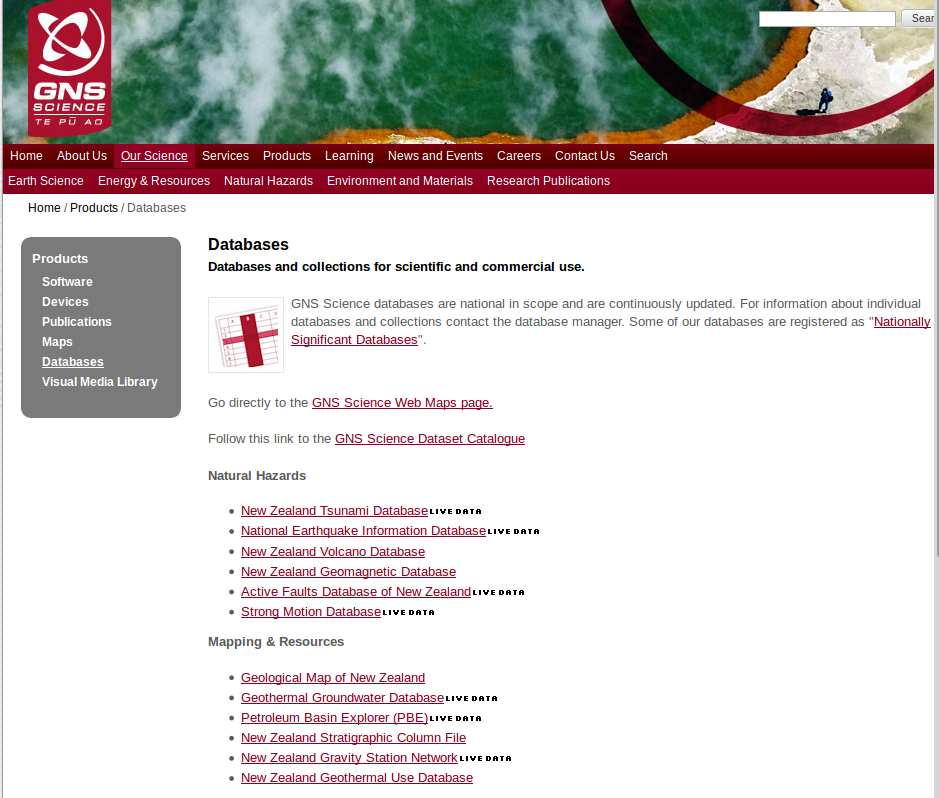 GNS
SCIENCE
TE PŪ AO
Sear
Home About Us Our Science Services Products Learning News and Events Careers Contact Us Search
Earth Science Energy & Resources Natural Hazards Environment and Materials Research Publications
Home / Products / Databases
Products
Software
Devices
Publications
Maps
Databases
Visual Media Library
Databases
Databases and collections for scientific and commercial use.
GNS Science databases are national in scope and are continuously updated. For information about individual
databases and collections contact the database manager. Some of our databases are registered as "Nationally
Significant Databases".
Go directly to the GNS Science Web Maps page.
Follow this link to the GNS Science Dataset Catalogue
Natural Hazards
New Zealand Tsunami Database LIVE DATA
National Earthquake Information Database LIVE DATA
New Zealand Volcano Database
New Zealand Geomagnetic Database
Active Faults Database of New Zealand LIVE DATA
Strong Motion Database LIVE DATA
Mapping & Resources
Geological Map of New Zealand
Geothermal Groundwater Database LIVE DATA
Petroleum Basin Explorer (PBE) LIVE DATA
New Zealand Stratigraphic Column File
New Zealand Gravity Station Network LIVE DATA
New Zealand Geothermal Use Database